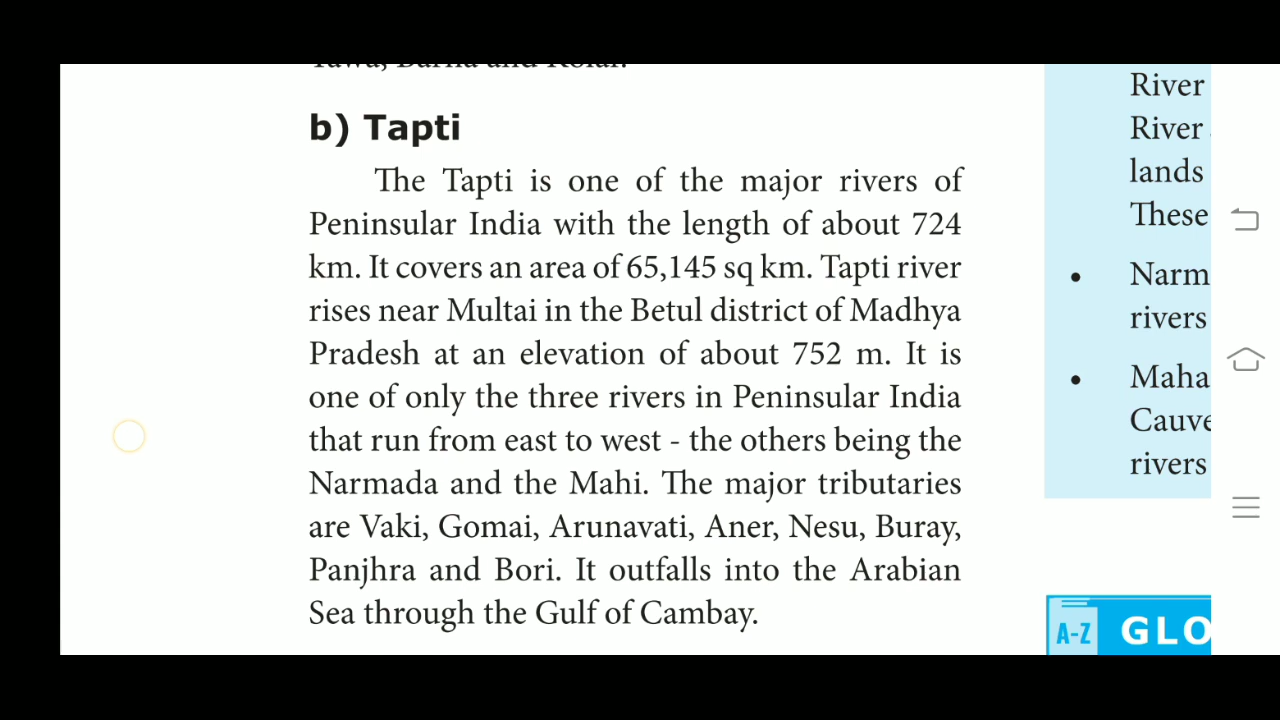 b) Tapti
The Tapti is one of the major rivers of
Peninsular India with the length of about 724
km. It covers an area of 65,145 sq km. Tapti river
rises near Multai in the Betul district of Madhya
Pradesh at an elevation of about 752 m. It is
one of only the three rivers in Peninsular India
that run from east to west - the others being the
Narmada and the Mahi. The major tributaries
are Vaki, Gomai, Arunavati, Aner, Nesu, Buray,
Panjhra and Bori. It outfalls into the Arabian
Sea through the Gulf of Cambay.
River
River
lands
These
• Narm
rivers
• Maha
Cauve
rivers
A-Z GLO